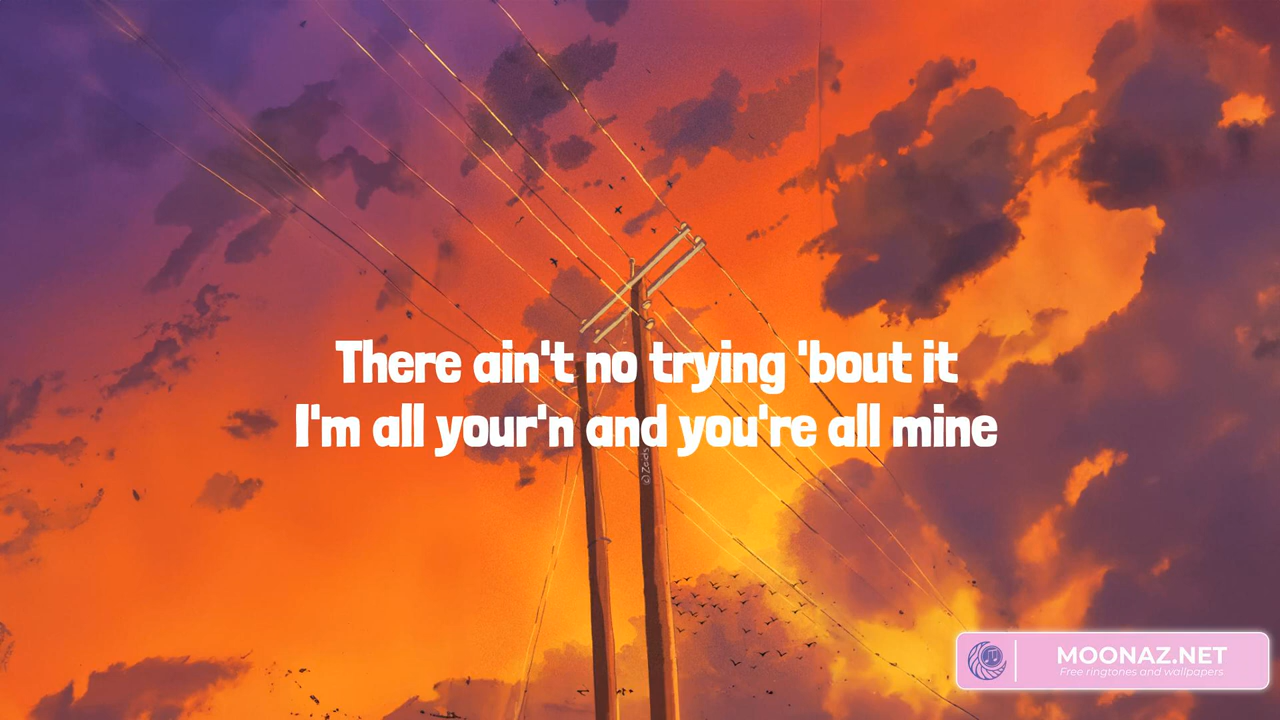 There ain't no trying 'bout it
I'm all your'n and you're all mine
MOONAZ.NET
Free ringtones and wallpapers